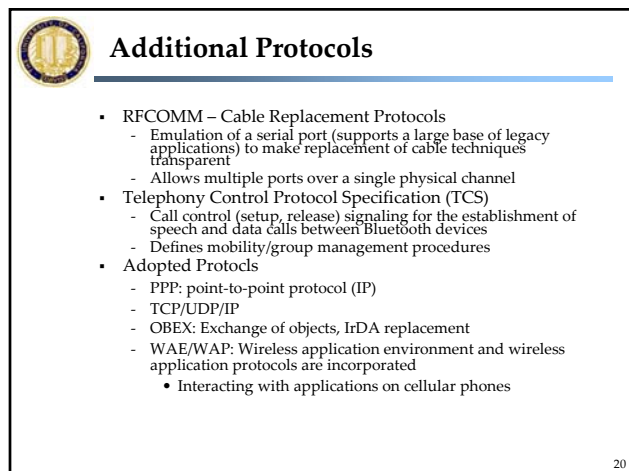 Additional Protocols
▪ RFCOMM – Cable Replacement Protocols
- Emulation of a serial port (supports a large base of legacy
applications) to make replacement of cable techniques
transparent
- Allows multiple ports over a single physical channel
▪ Telephony Control Protocol Specification (TCS)
- Call control (setup, release) signaling for the establishment of
speech and data calls between Bluetooth devices
- Defines mobility/group management procedures
▪ Adopted Protocls
- PPP: point-to-point protocol (IP)
- TCP/UDP/IP
- OBEX: Exchange of objects, IrDA replacement
- WAE/WAP: Wireless application environment and wireless
application protocols are incorporated
• Interacting with applications on cellular phones
20